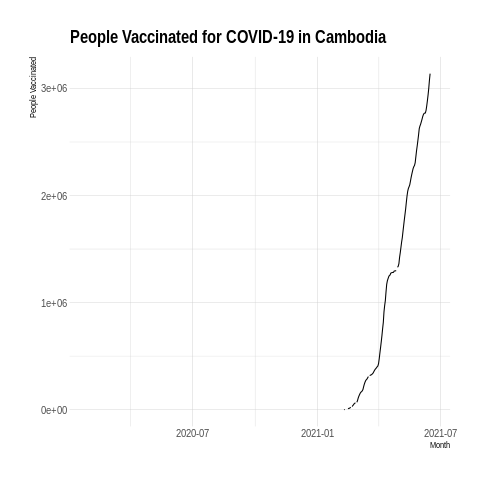 People Vaccinated for COVID-19 in Cambodia
People Vaccinated
3e+06
2e+06
1e+06
0e+00
2020-07
2021-01
2021-07
Month